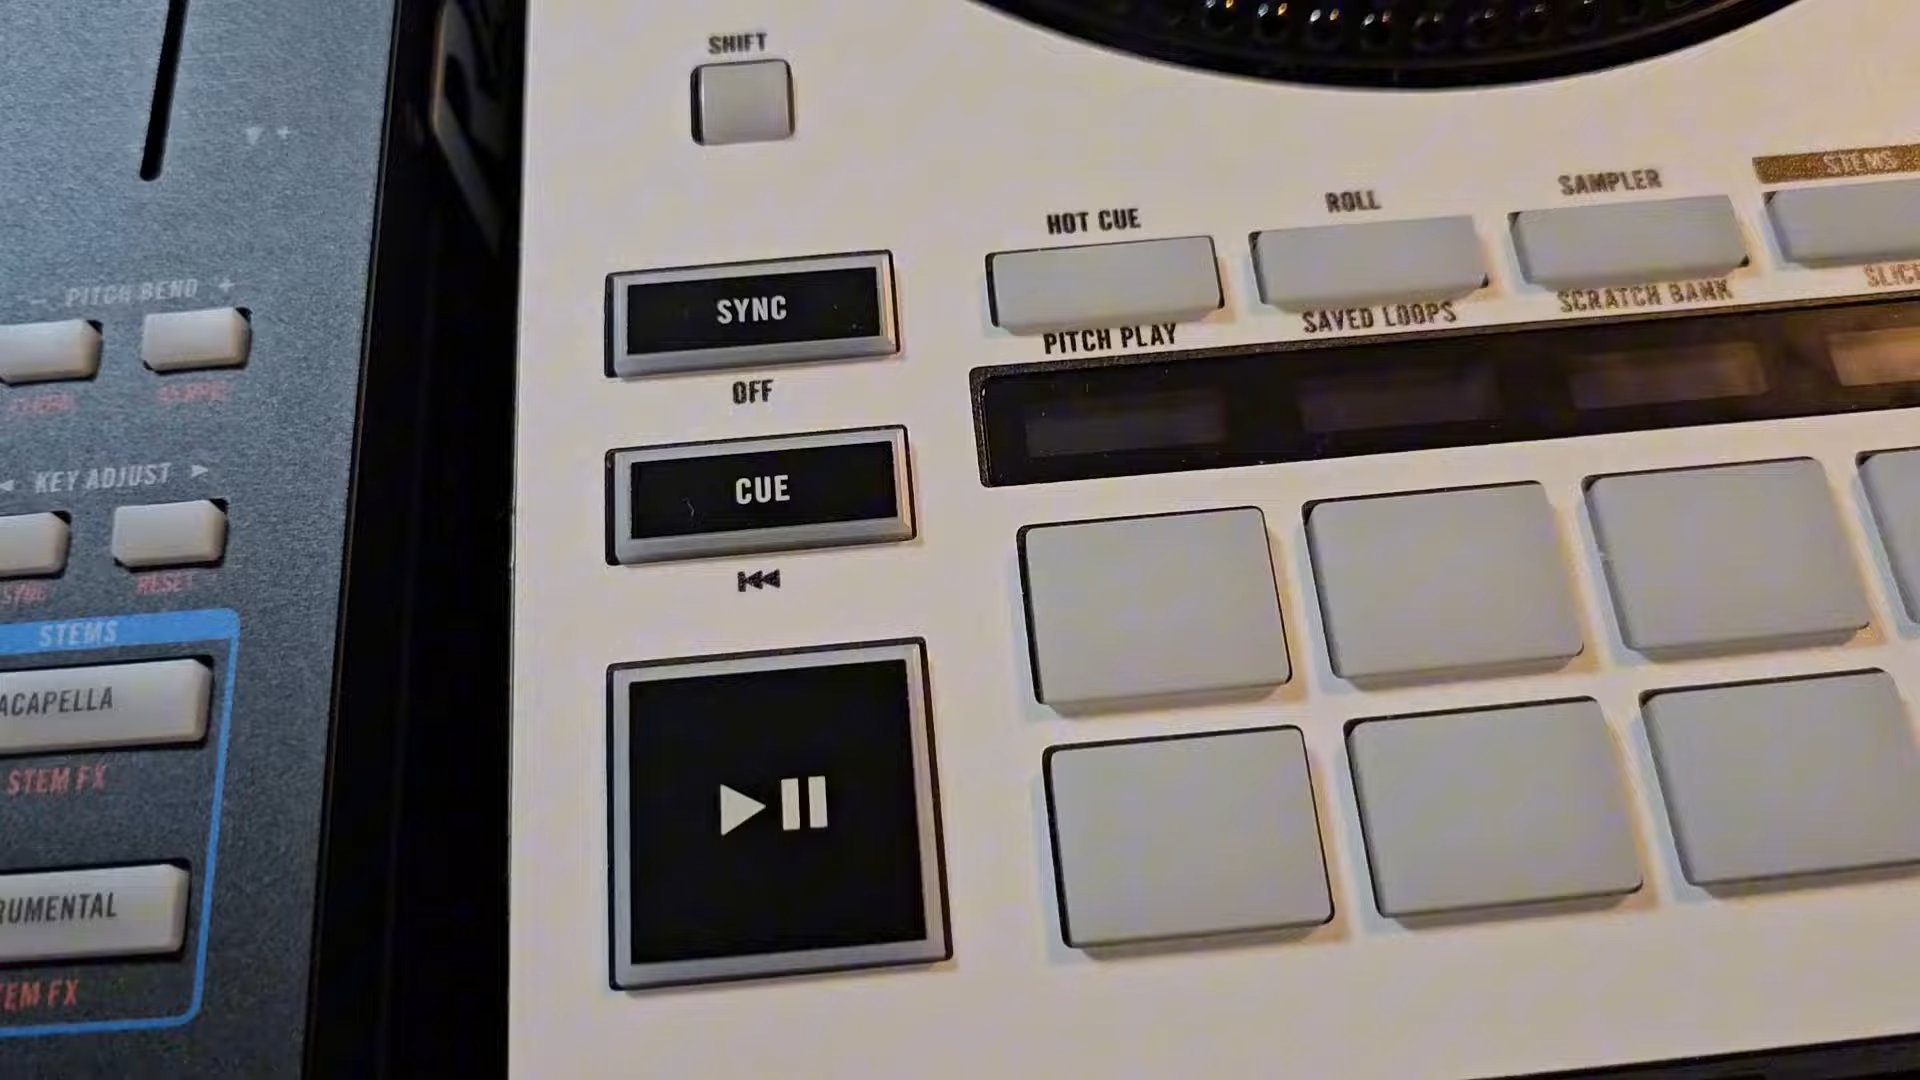 SHIFT
HOT CUE
ROLL
SAMPLER
STEMS
SYNC
PITCH PLAY
SAVED LOOPS
SCRATCH BANK
OFF
CUE
- PITCH BEND +
KEY ADJUST
SYNC
RESET
STEMS
ACAPELLA
STEM FX
RUMENTAL
EM FX